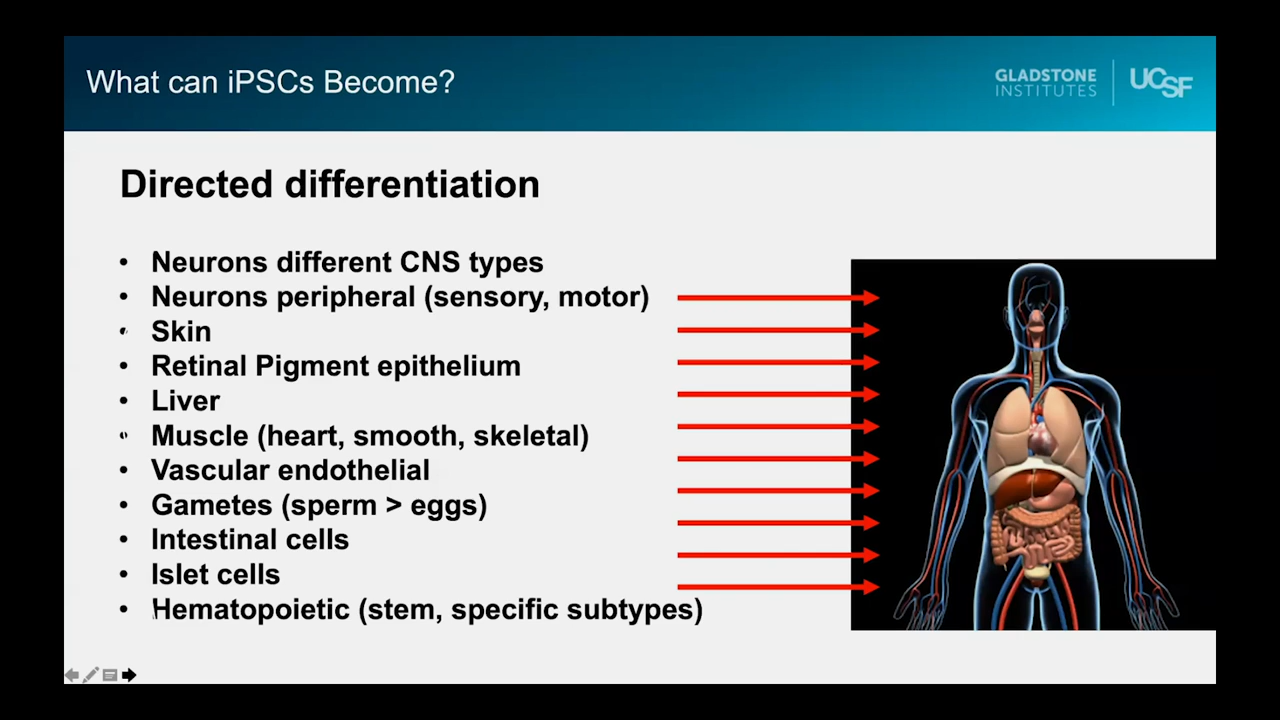 What can iPSCs Become?
GLADSTONE
INSTITUTES
UCSF
Directed differentiation
• Neurons different CNS types
• Neurons peripheral (sensory, motor)
• Skin
• Retinal Pigment epithelium
• Liver
• Muscle (heart, smooth, skeletal)
• Vascular endothelial
• Gametes (sperm > eggs)
• Intestinal cells
• Islet cells
• Hematopoietic (stem, specific subtypes)